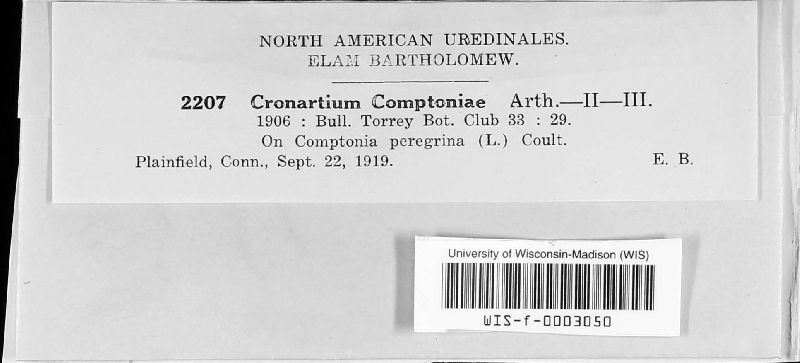 NORTH AMERICAN UREDINALES.
ELAM BARTHOLOMEW.
2207 Cronartium Comptoniae Arth.—II—III.
1906 : Bull. Torrey Bot. Club 33 : 29.
On Comptonia peregrina (L.) Coult.
Plainfield, Conn., Sept. 22, 1919. E. B.
University of Wisconsin-Madison (WIS)
WIS-f-0003050